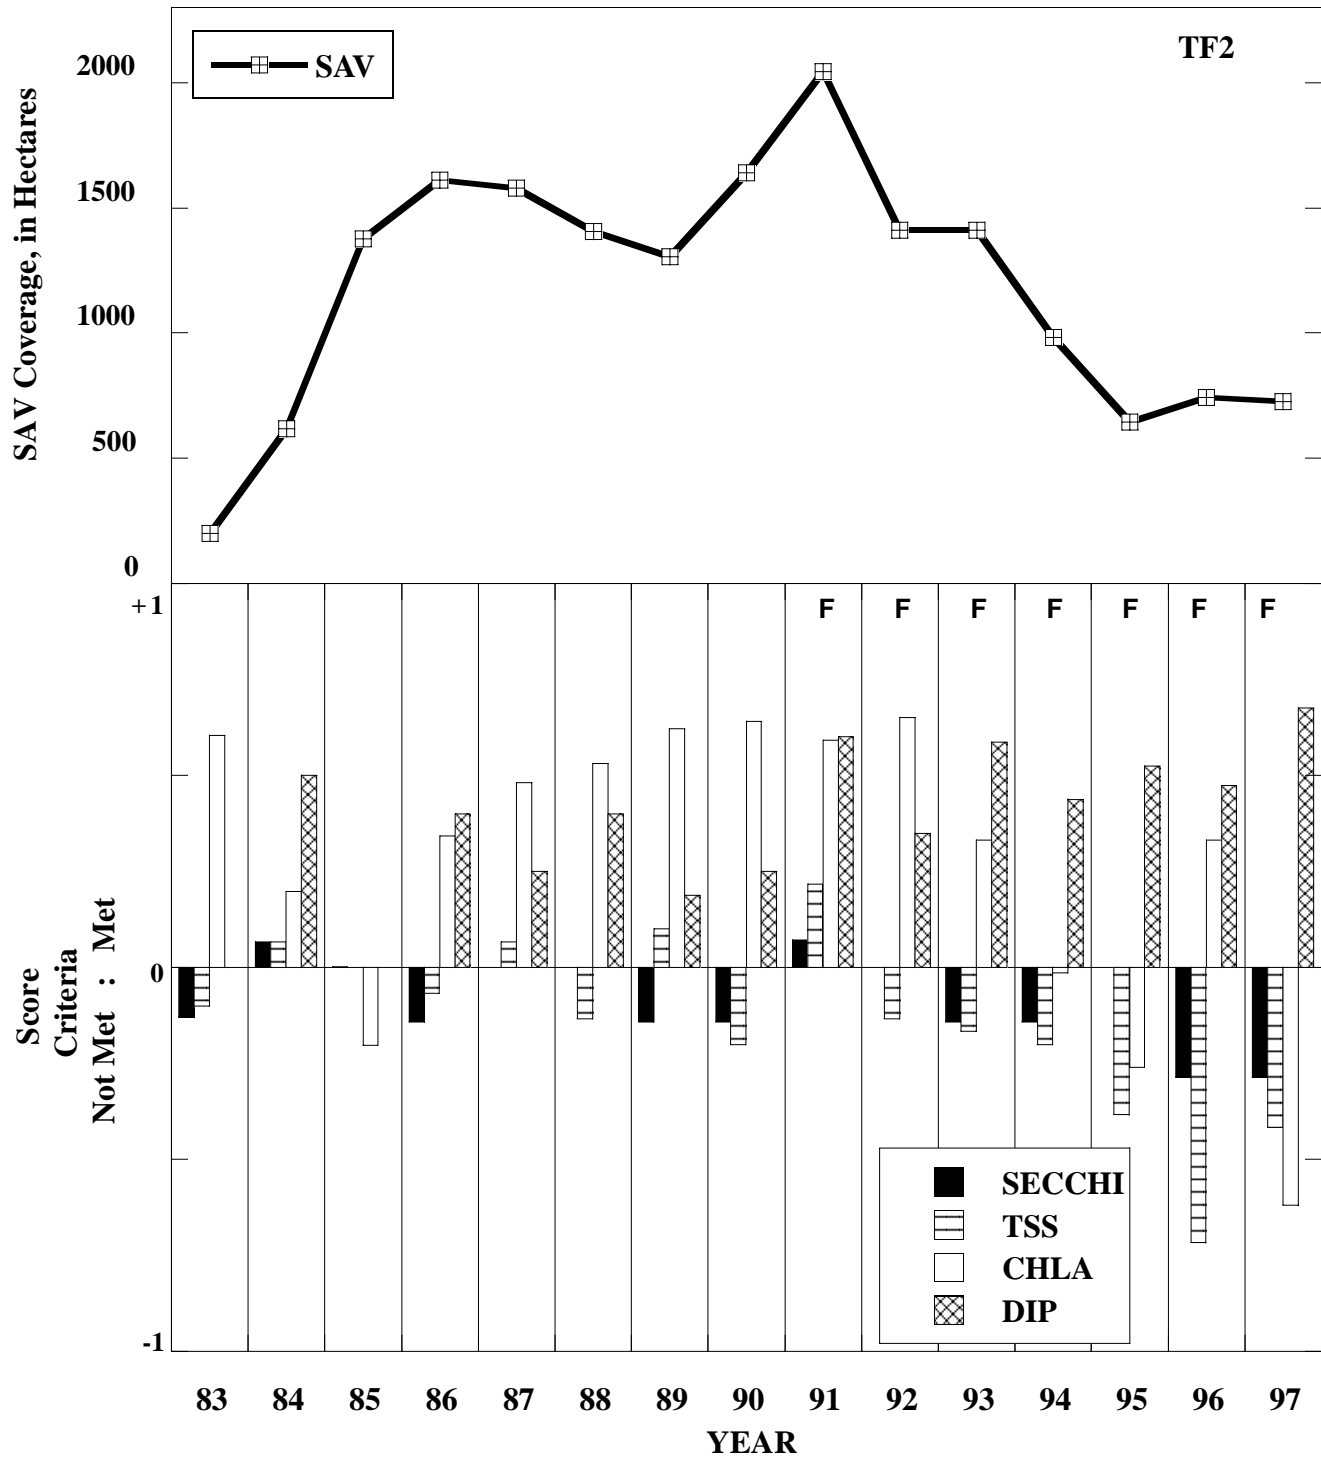 SAV
TF2
SAV Coverage, in Hectares
2000
1500
1000
500
0
+1
F F F F F F F
0
-1
Score
Criteria
Not Met : Met
SECCHI
TSS
CHLA
DIP
83 84 85 86 87 88 89 90 91 92 93 94 95 96 97
YEAR